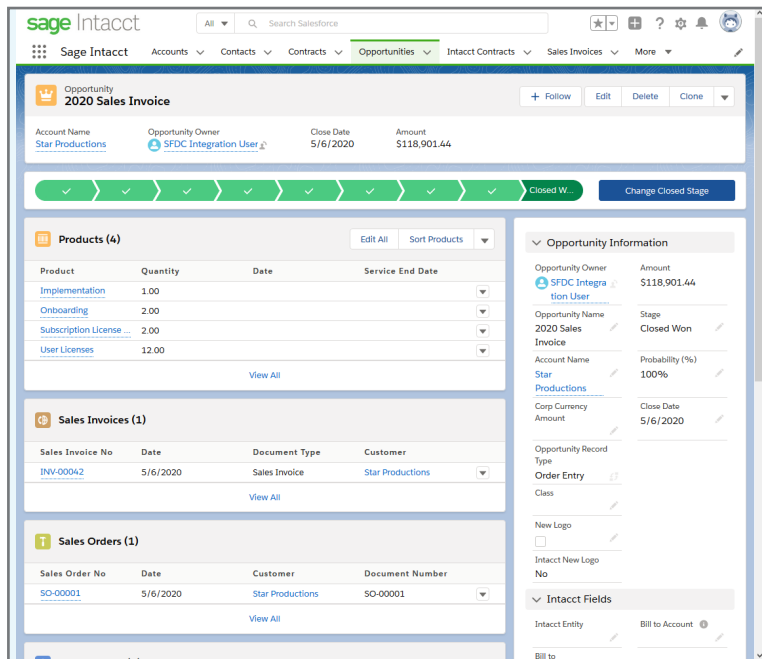 sage Intacct
All
Search Salesforce
Sage Intacct
Accounts
Contacts
Contracts
Opportunities
Intacct Contracts
Sales Invoices
More
Opportunity
2020 Sales Invoice
+ Follow
Edit
Delete
Clone
Account Name
Opportunity Owner
Close Date
Amount
Star Productions
SFDC Integration User
5/6/2020
$118,901.44
Closed W...
Change Closed Stage
Products (4)
Edit All
Sort Products
Product Quantity Date Service End Date
Implementation 1.00
Onboarding 2.00
Subscription License ... 2.00
User Licenses 12.00
View All
Sales Invoices (1)
Sales Invoice No Date Document Type Customer
INV-00042 5/6/2020 Sales Invoice Star Productions
View All
Sales Orders (1)
Sales Order No Date Customer Document Number
SO-00001 5/6/2020 Star Productions SO-00001
View All
Opportunity Information
Opportunity Owner
SFDC Integra
tion User
Amount
$118,901.44
Opportunity Name
2020 Sales
Invoice
Stage
Closed Won
Account Name
Star
Productions
Probability (%)
100%
Corp Currency
Amount
Close Date
5/6/2020
Opportunity Record
Type
Order Entry
Class
New Logo
Intacct New Logo
No
Intacct Fields
Intacct Entity
Bill to Account
Bill to